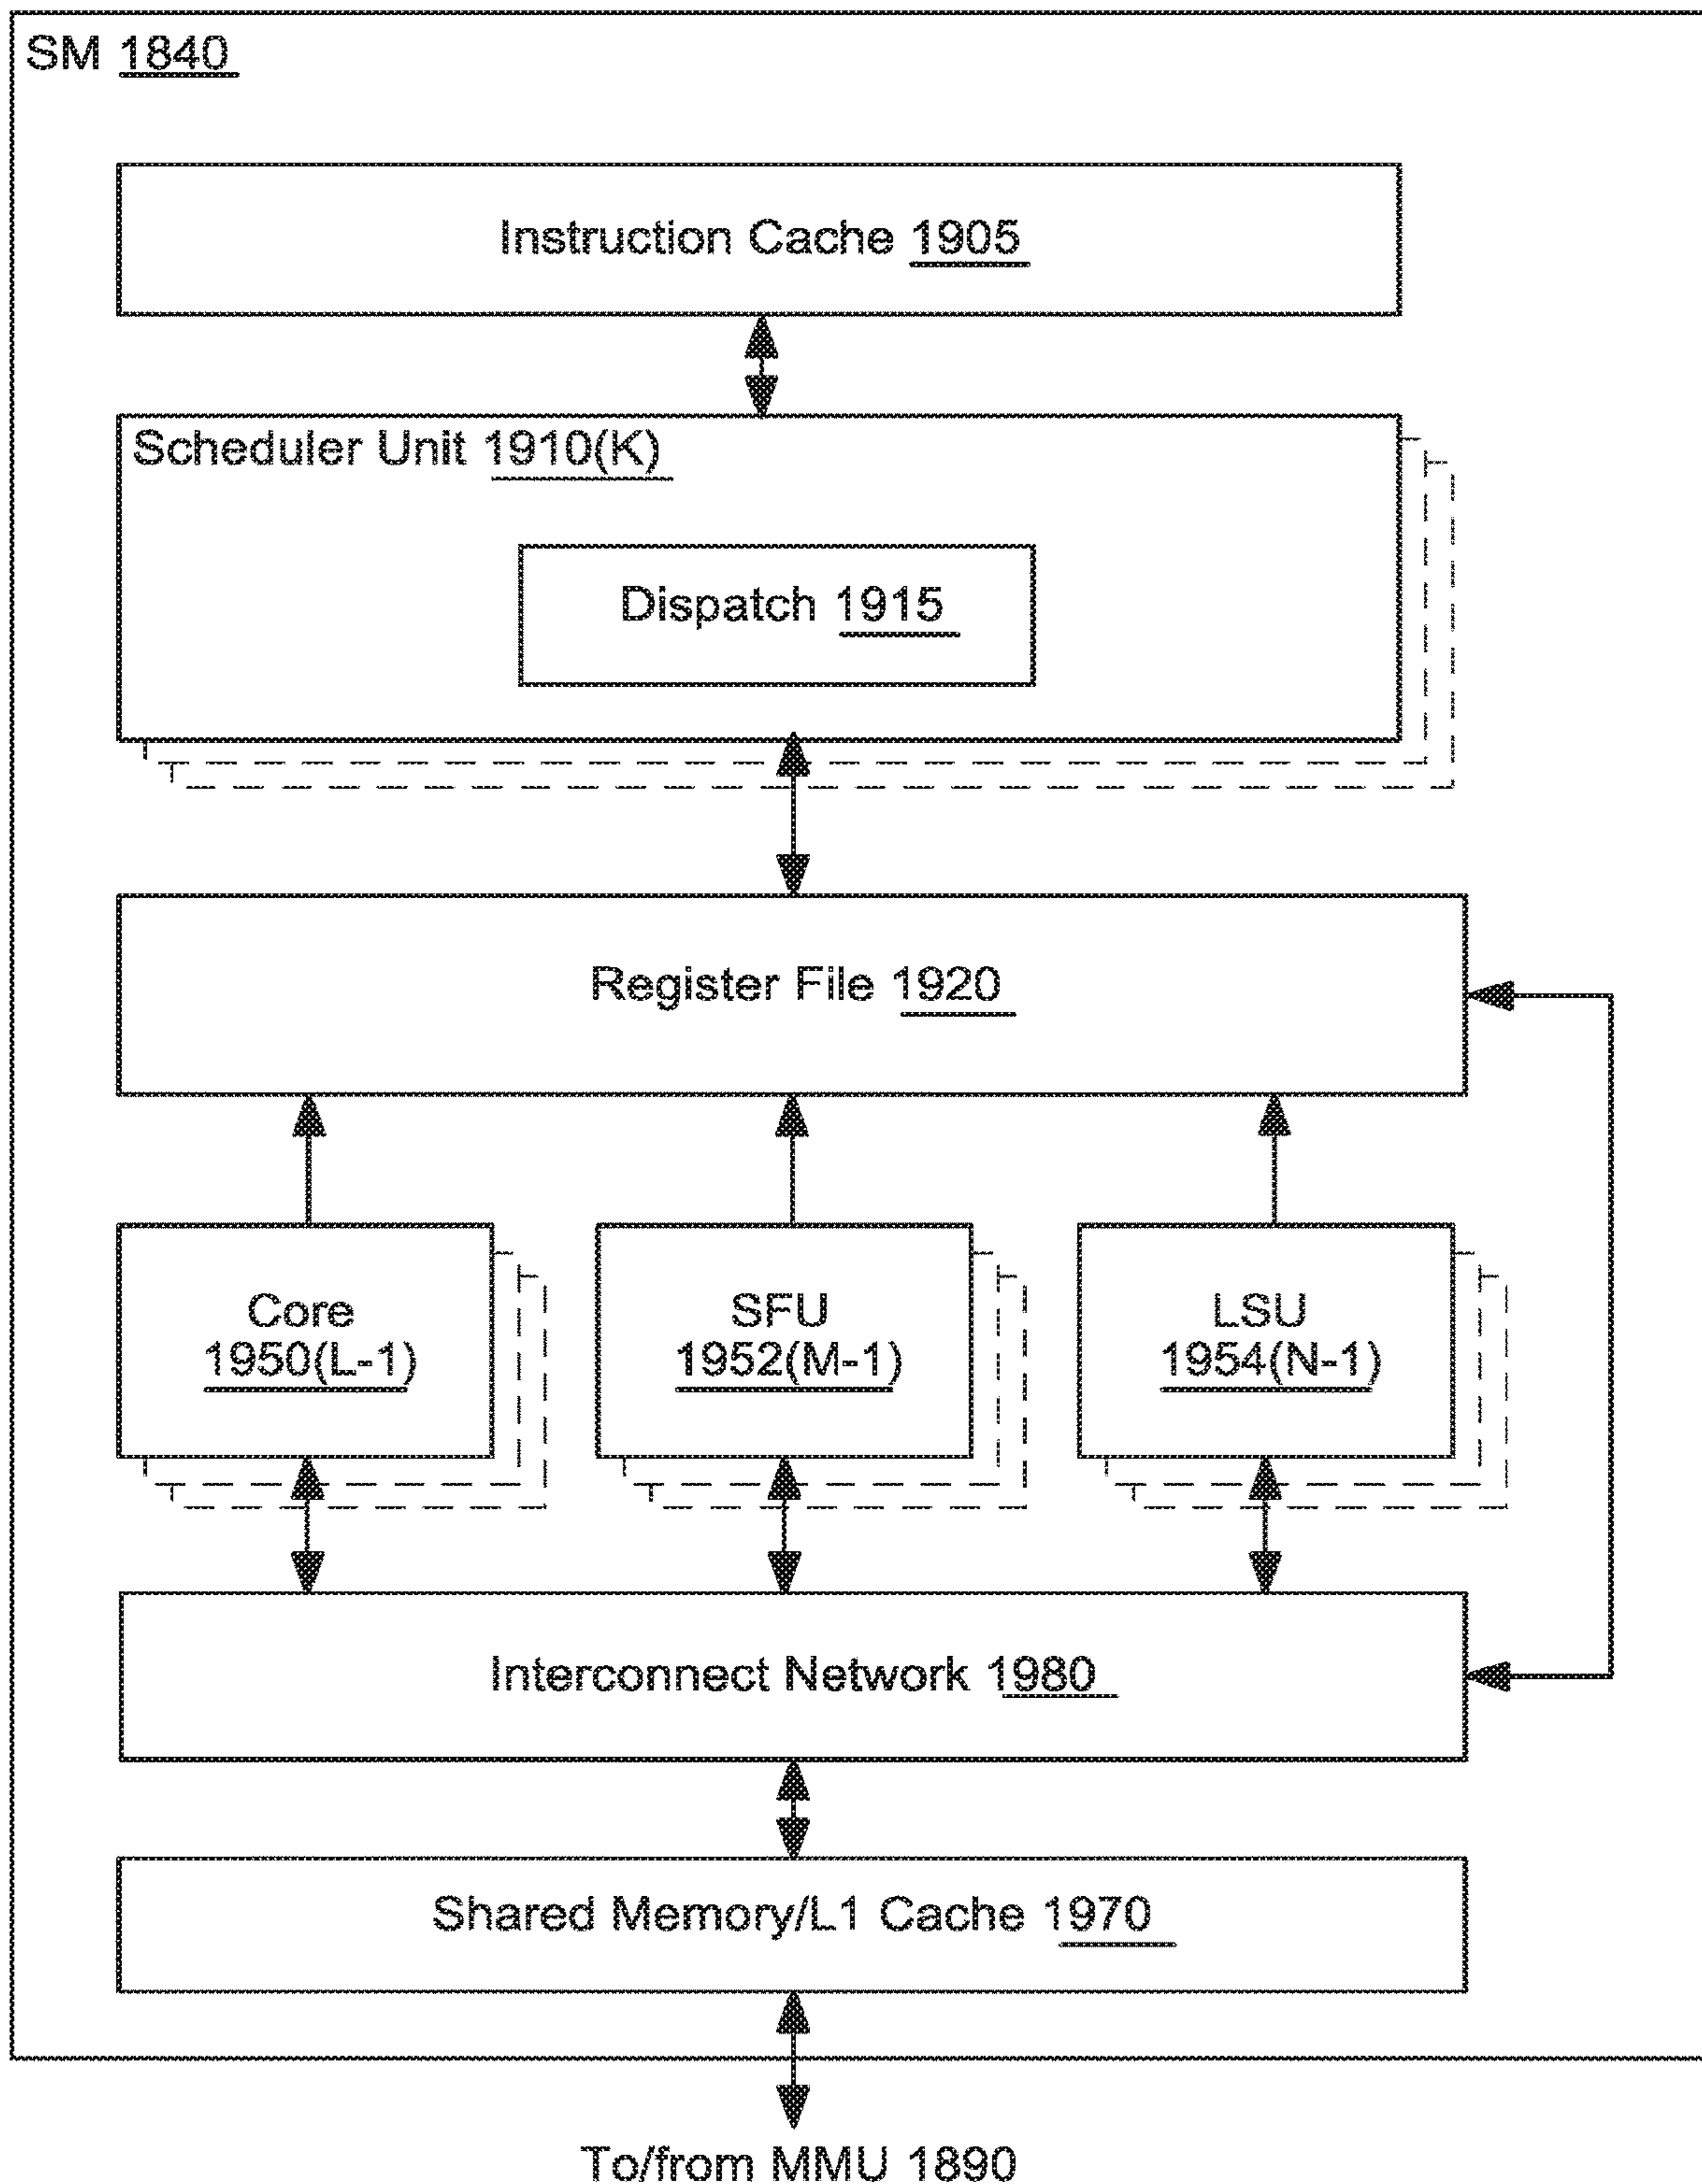 SM 1840
Instruction Cache 1905
Scheduler Unit 1910(K)
Dispatch 1915
Register File 1920
Core
1950(L-1)
SFU
1952(M-1)
LSU
1954(N-1)
Interconnect Network 1980
Shared Memory/L1 Cache 1970
To/from MMU 1890